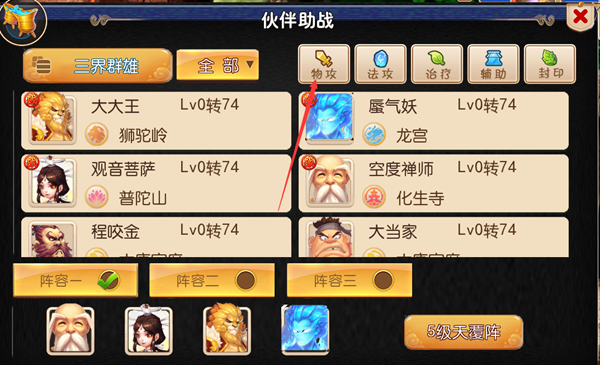 伙伴助战
三界群雄 全部 物攻 法攻 治疗 辅助 封印
大大王 Lv0转74 蜃气妖 Lv0转74
狮驼岭 龙宫
观音菩萨 Lv0转74 空度禅师 Lv0转74
普陀山 化生寺
程咬金 Lv0转74 大当家 Lv0转74
阵容一 阵容二 阵容三
5级天覆阵